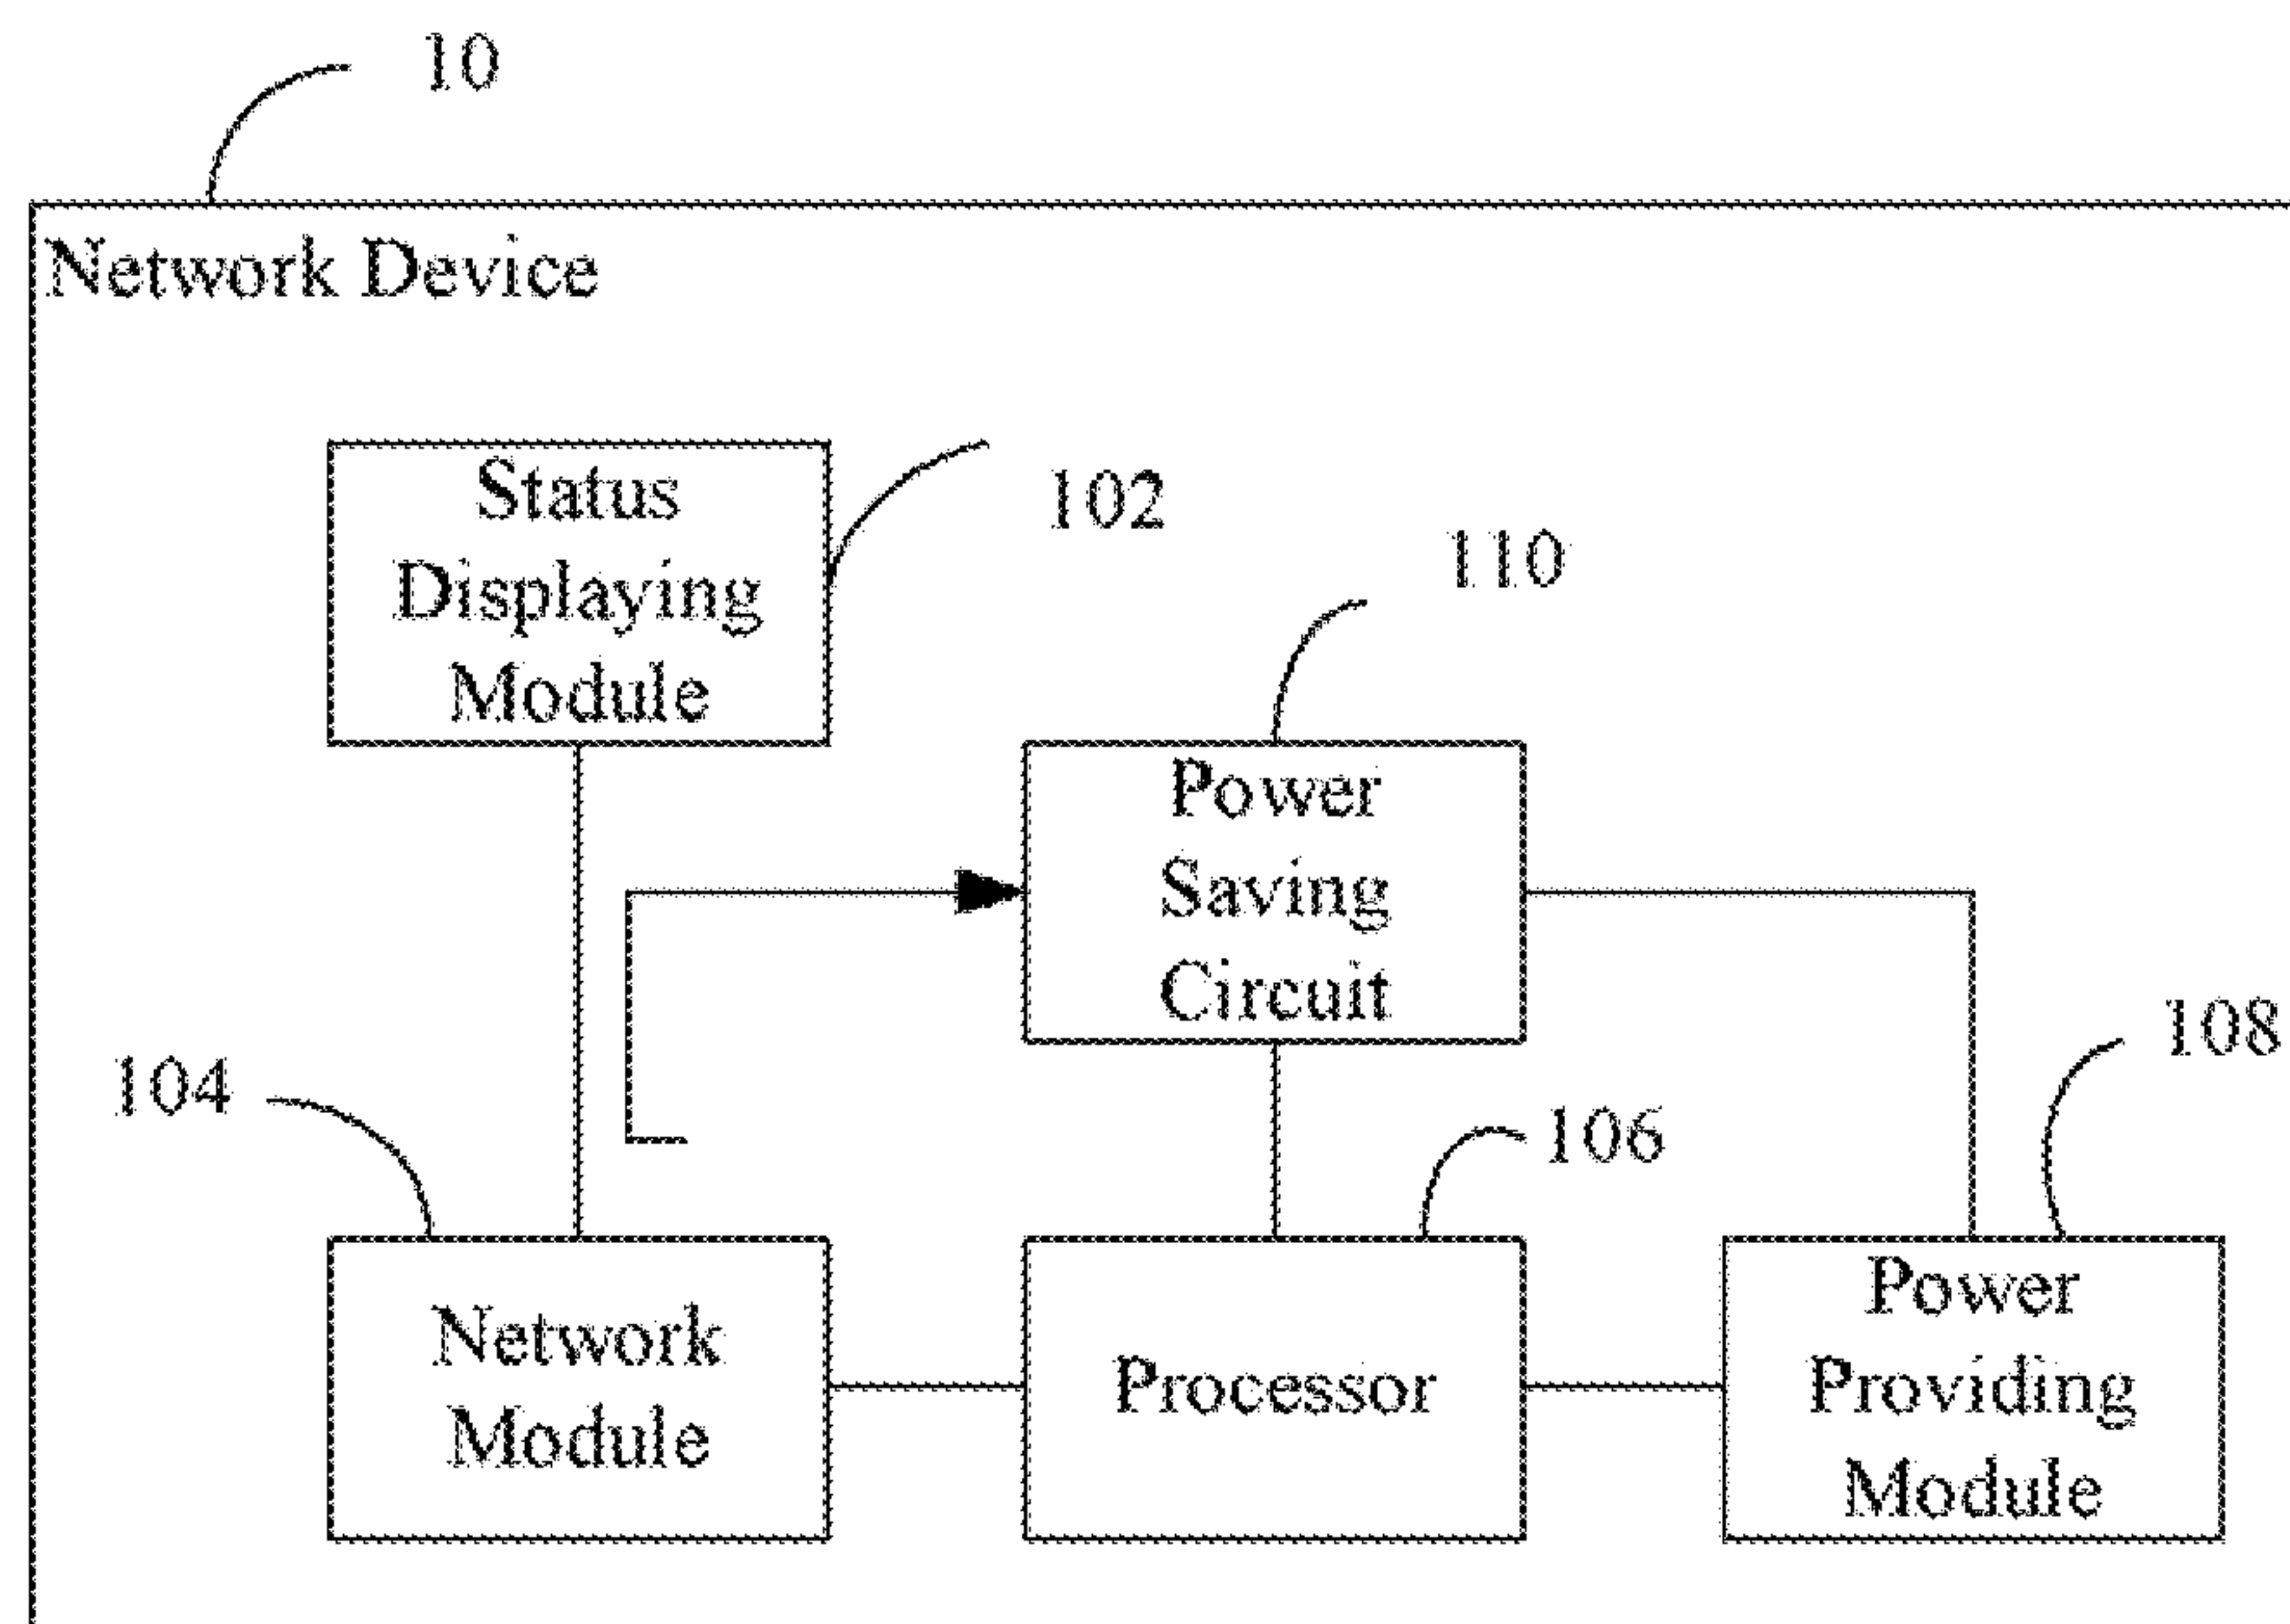 10
Network Device
Status
Displaying
Module
102
110
Power
Saving
Circuit
104
106
108
Network
Module
Processor
Power
Providing
Module